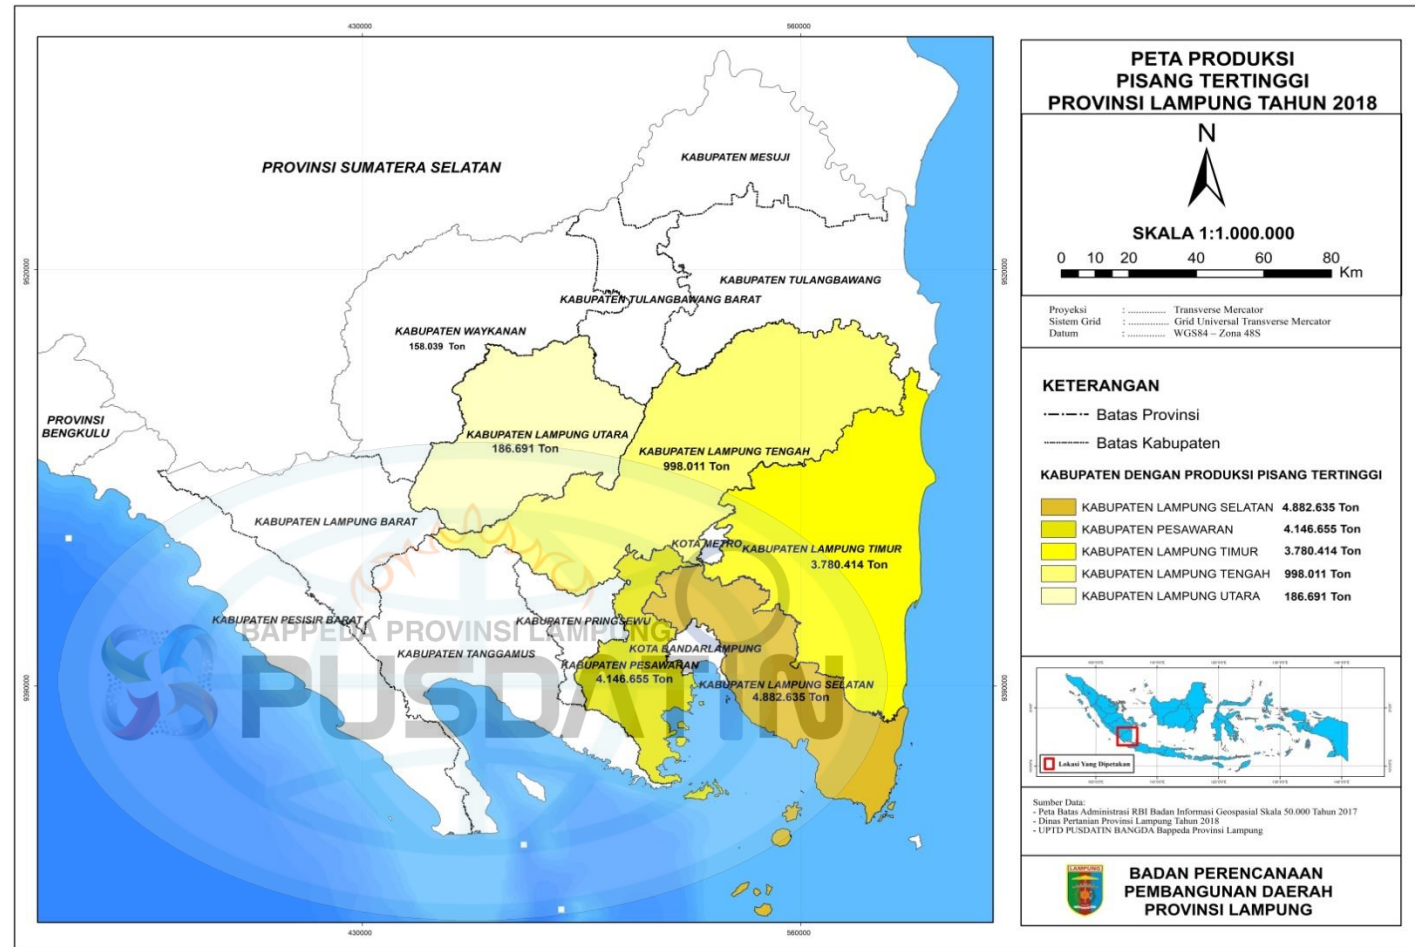 430000
560000
9520000
9520000
9390000
9390000
430000
560000
PROVINSI SUMATERA SELATAN
KABUPATEN MESUJI
KABUPATEN TULANGBAWANG
KABUPATEN TULANGBAWANG BARAT
KABUPATEN WAYKANAN
158.039 Ton
PROVINSI
BENGKULU
KABUPATEN LAMPUNG UTARA
186.691 Ton
KABUPATEN LAMPUNG TENGAH
998.011 Ton
KABUPATEN LAMPUNG BARAT
KOTA METRO
KABUPATEN LAMPUNG TIMUR
3.780.414 Ton
KABUPATEN PESISIR BARAT
KABUPATEN PRINGSEWU
BAPPEDA PROVINSI LAMPUNG
KABUPATEN TANGGAMUS
KOTA BANDARLAMPUNG
KABUPATEN PESAWARAN
4.146.655 Ton
KABUPATEN LAMPUNG SELATAN
4.882.635 Ton
PUSDATIN
PETA PRODUKSI
PISANG TERTINGGI
PROVINSI LAMPUNG TAHUN 2018
N
SKALA 1:1.000.000
0 5 10 20 40 60 80 Km
Proyeksi : .............. Transverse Mercator
Sistem Grid : ............... Grid Universal Transverse Mercator
Datum : .............. WGS84 – Zona 48S
KETERANGAN
Batas Provinsi
Batas Kabupaten
KABUPATEN DENGAN PRODUKSI PISANG TERTINGGI
KABUPATEN LAMPUNG SELATAN 4.882.635 Ton
KABUPATEN PESAWARAN 4.146.655 Ton
KABUPATEN LAMPUNG TIMUR 3.780.414 Ton
KABUPATEN LAMPUNG TENGAH 998.011 Ton
KABUPATEN LAMPUNG UTARA 186.691 Ton
Lokasi Yang Dipetakan
Sumber Data:
- Peta Batas Administrasi RBI Badan Informasi Geospasial Skala 50.000 Tahun 2017
- Dinas Pertanian Provinsi Lampung Tahun 2018
- UPTD PUSDATIN BANGDA Bappeda Provinsi Lampung
LAMPUNG
BADAN PERENCANAAN
PEMBANGUNAN DAERAH
PROVINSI LAMPUNG